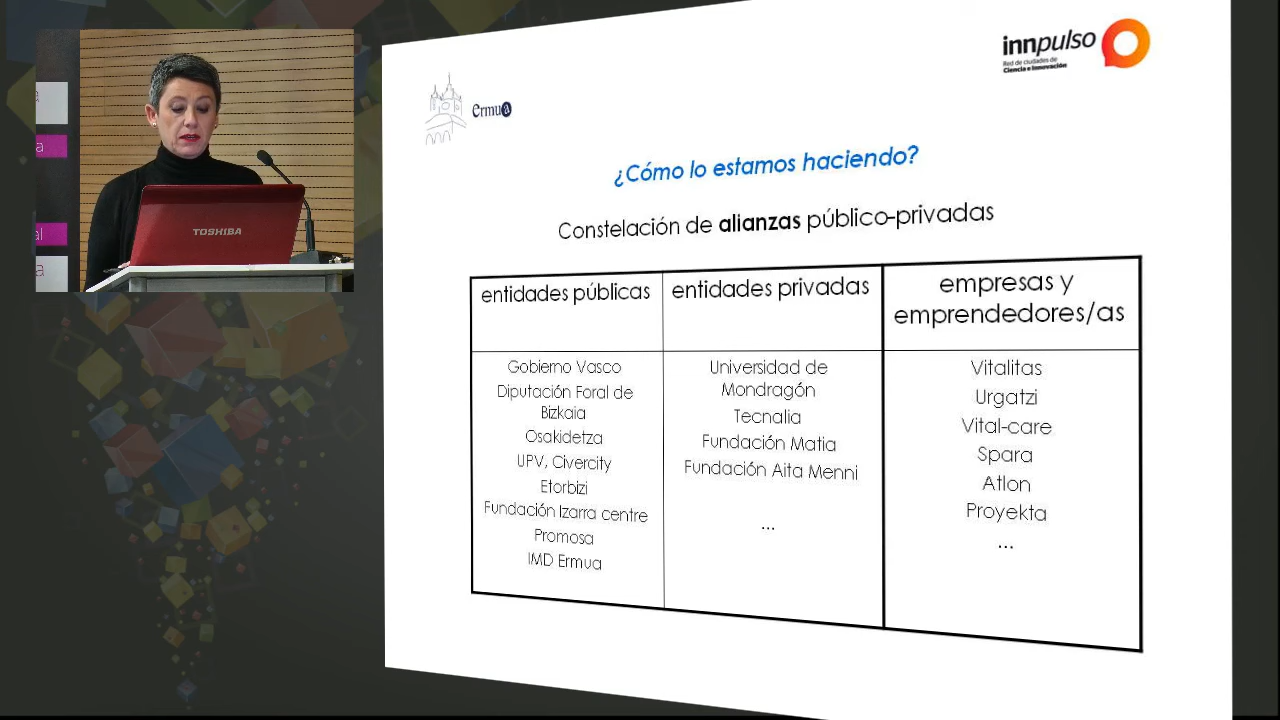 TOSHIBA
a
a
al
a
ermua
innpulso
Red de ciudades de
Ciencia e Innovación
¿Cómo lo estamos haciendo?
Constelación de alianzas público-privadas
entidades públicas
Gobierno Vasco
Diputación Foral de
Bizkaia
Osakidetza
UPV, Civercity
Etorbizi
Fundación Izarra centre
Promosa
IMD Ermua
entidades privadas
Universidad de
Mondragón
Tecnalia
Fundación Matia
Fundación Aita Menni
...
empresas y
emprendedores/as
Vitalitas
Urgatzi
Vital-care
Spara
Atlon
Proyekta
...